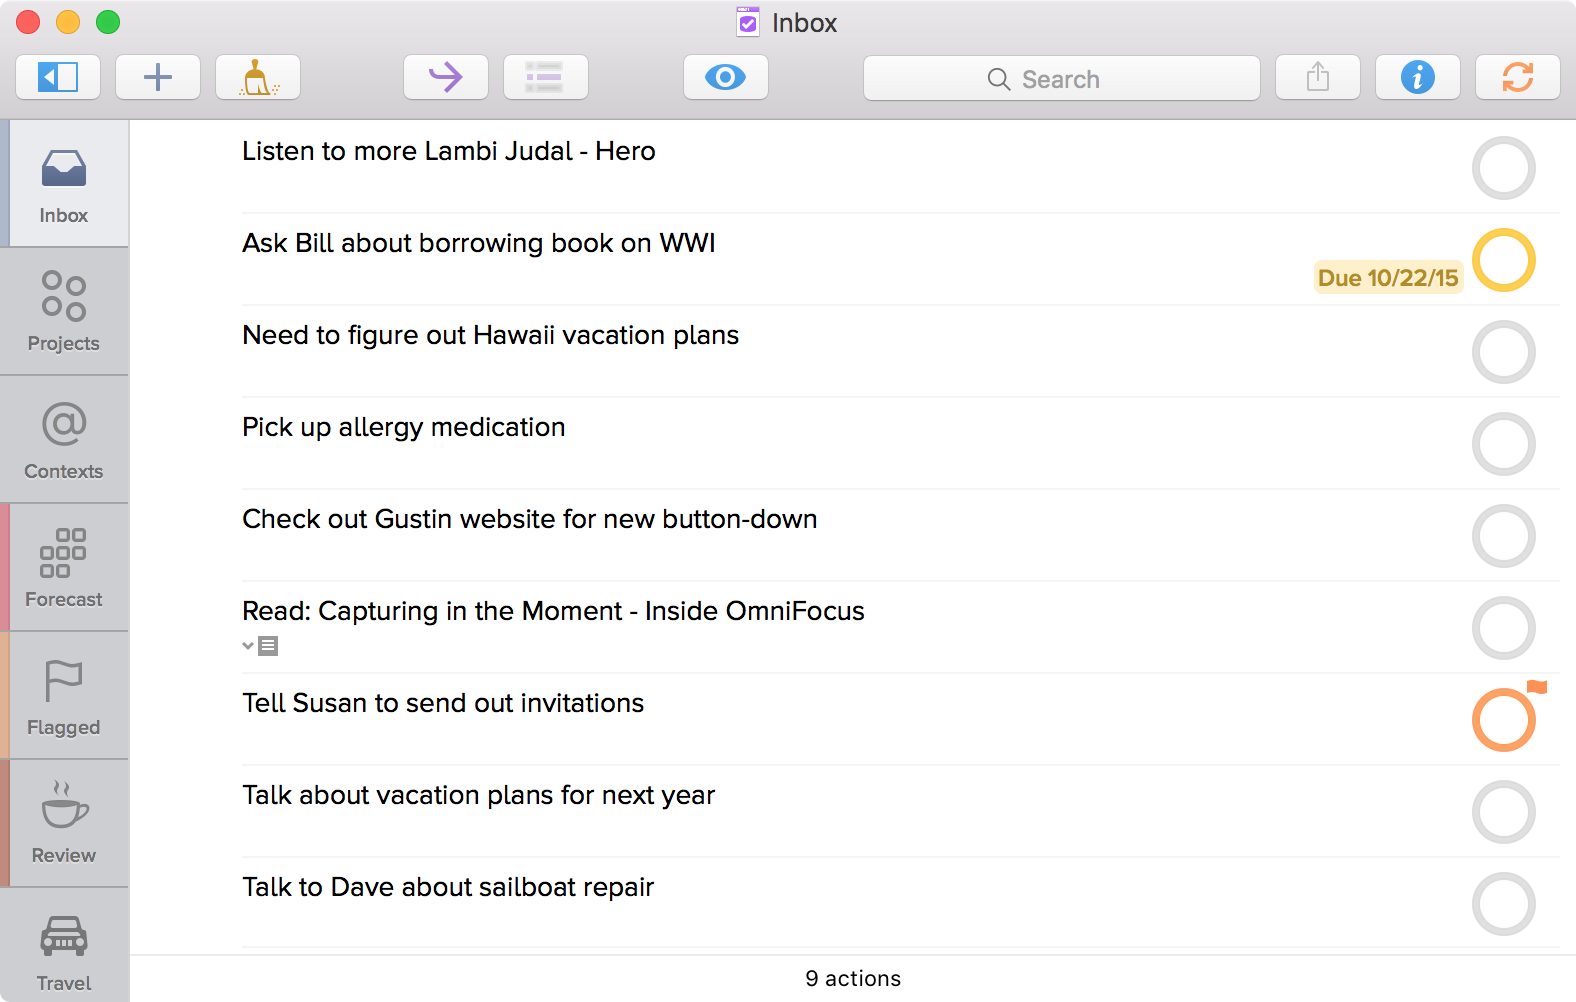 Inbox
Search
Inbox
Projects
Contexts
Forecast
Flagged
Review
Travel
Listen to more Lambi Judal - Hero
Ask Bill about borrowing book on WWI
Due 10/22/15
Need to figure out Hawaii vacation plans
Pick up allergy medication
Check out Gustin website for new button-down
Read: Capturing in the Moment - Inside OmniFocus
Tell Susan to send out invitations
Talk about vacation plans for next year
Talk to Dave about sailboat repair
9 actions